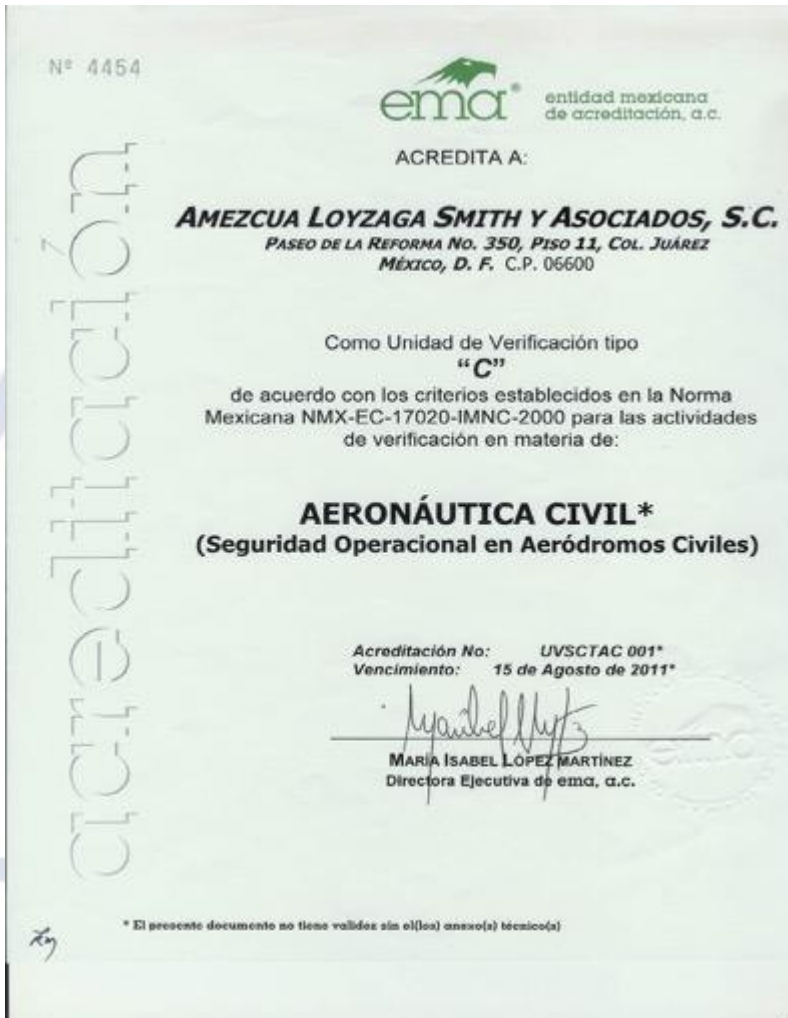 Nº 4454
ema®
entidad mexicana
de acreditación, a.c.
ACREDITA A:
AMEZCUA LOYZAGA SMITH Y ASOCIADOS, S.C.
PASEO DE LA REFORMA NO. 350, PISO 11, COL. JUÁREZ
MÉXICO, D. F. C.P. 06600
Como Unidad de Verificación tipo
“C”
de acuerdo con los criterios establecidos en la Norma
Mexicana NMX-EC-17020-IMNC-2000 para las actividades
de verificación en materia de:
AERONÁUTICA CIVIL*
(Seguridad Operacional en Aeródromos Civiles)
Acreditación No: UVSCTAC 001*
Vencimiento: 15 de Agosto de 2011*
MARÍA ISABEL LÓPEZ MARTÍNEZ
Directora Ejecutiva de ema, a.c.
* El presente documento no tiene validez sin el(los) anexo(s) técnico(s)
acreditación